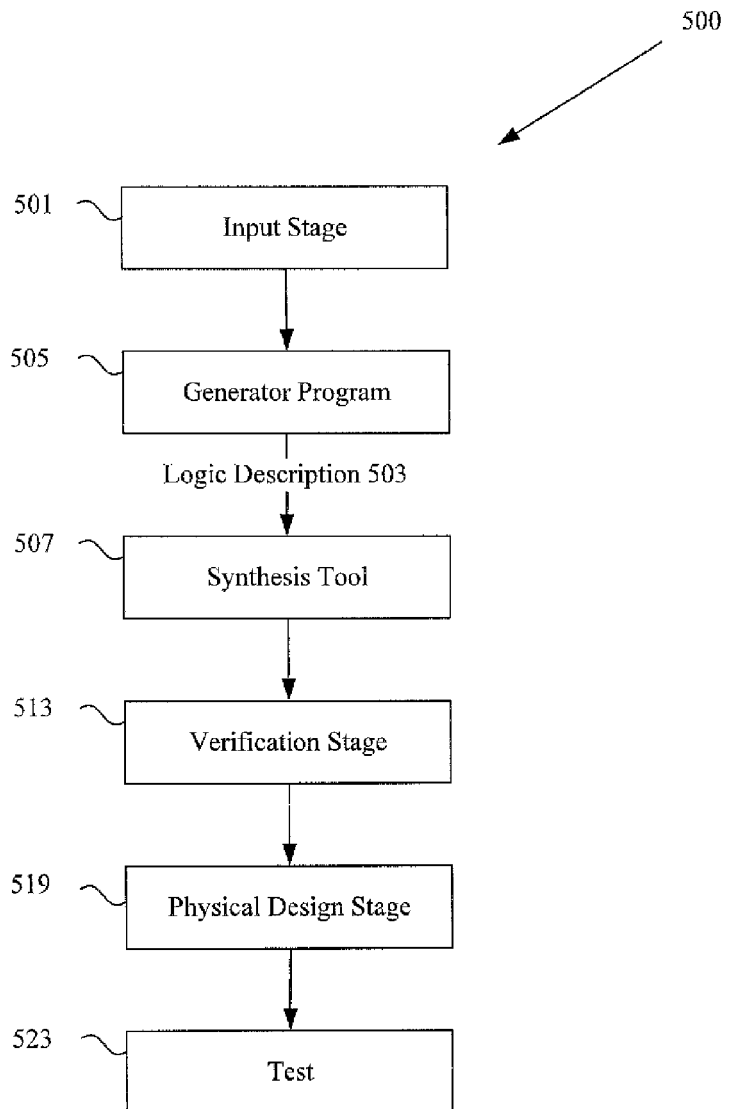 500
501
Input Stage
505
Generator Program
Logic Description 503
507
Synthesis Tool
513
Verification Stage
519
Physical Design Stage
523
Test